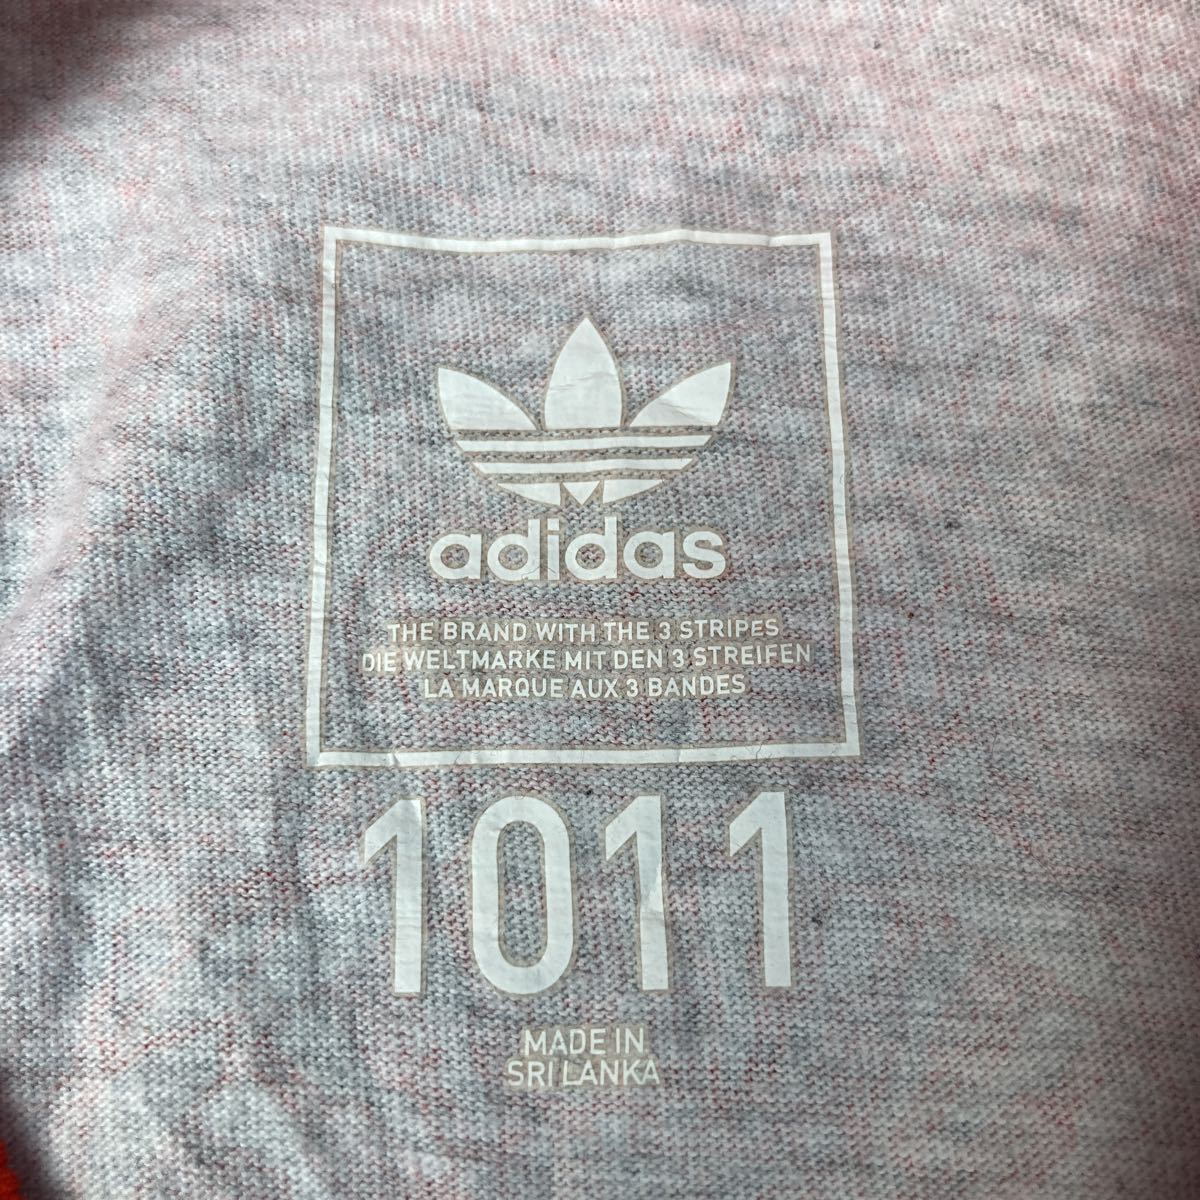 adidas
THE BRAND WITH THE 3 STRIPES
DIE WELTMARKE MIT DEN 3 STREIFEN
LA MARQUE AUX 3 BANDES
1011
MADE IN
SRI LANKA